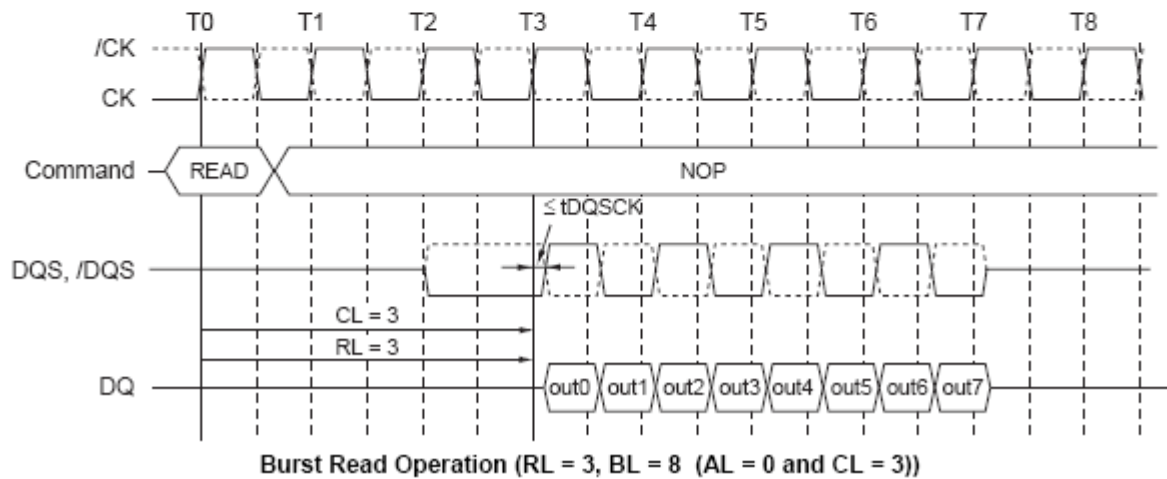 T0 T1 T2 T3 T4 T5 T6 T7 T8
/CK
CK
Command READ NOP
≤ tDQSCK
DQS, /DQS
CL = 3
RL = 3
DQ out0 out1 out2 out3 out4 out5 out6 out7
Burst Read Operation (RL = 3, BL = 8 (AL = 0 and CL = 3))